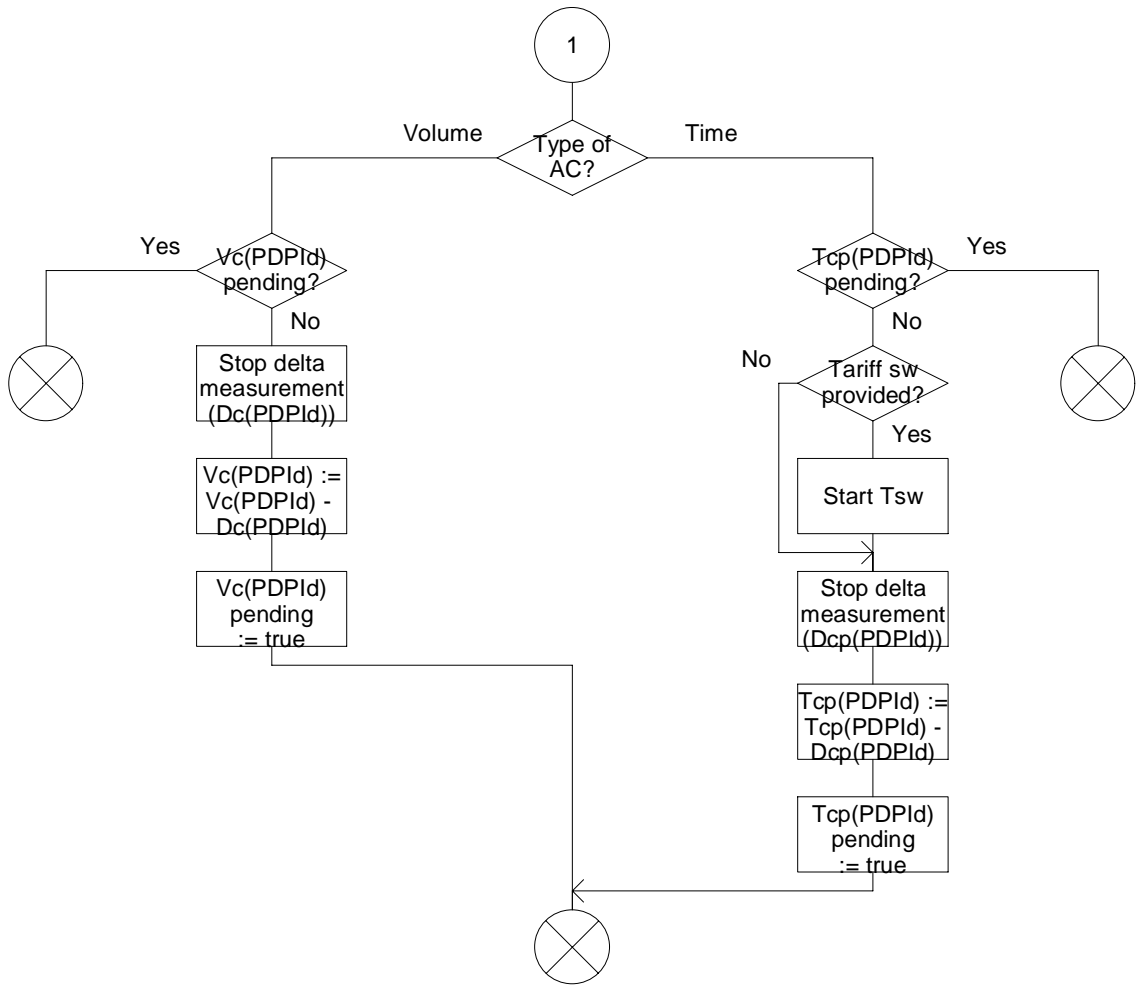 1
Volume
Type of
AC?
Time
Yes
Vc(PDPId)
pending?
Tcp(PDPId)
pending?
Yes
No
No
Stop delta
measurement
(Dc(PDPId))
No
Tariff sw
provided?
Yes
Vc(PDPId) :=
Vc(PDPId) -
Dc(PDPId)
Start Tsw
Vc(PDPId)
pending
:= true
Stop delta
measurement
(Dcp(PDPId))
Tcp(PDPId) :=
Tcp(PDPId) -
Dcp(PDPId)
Tcp(PDPId)
pending
:= true